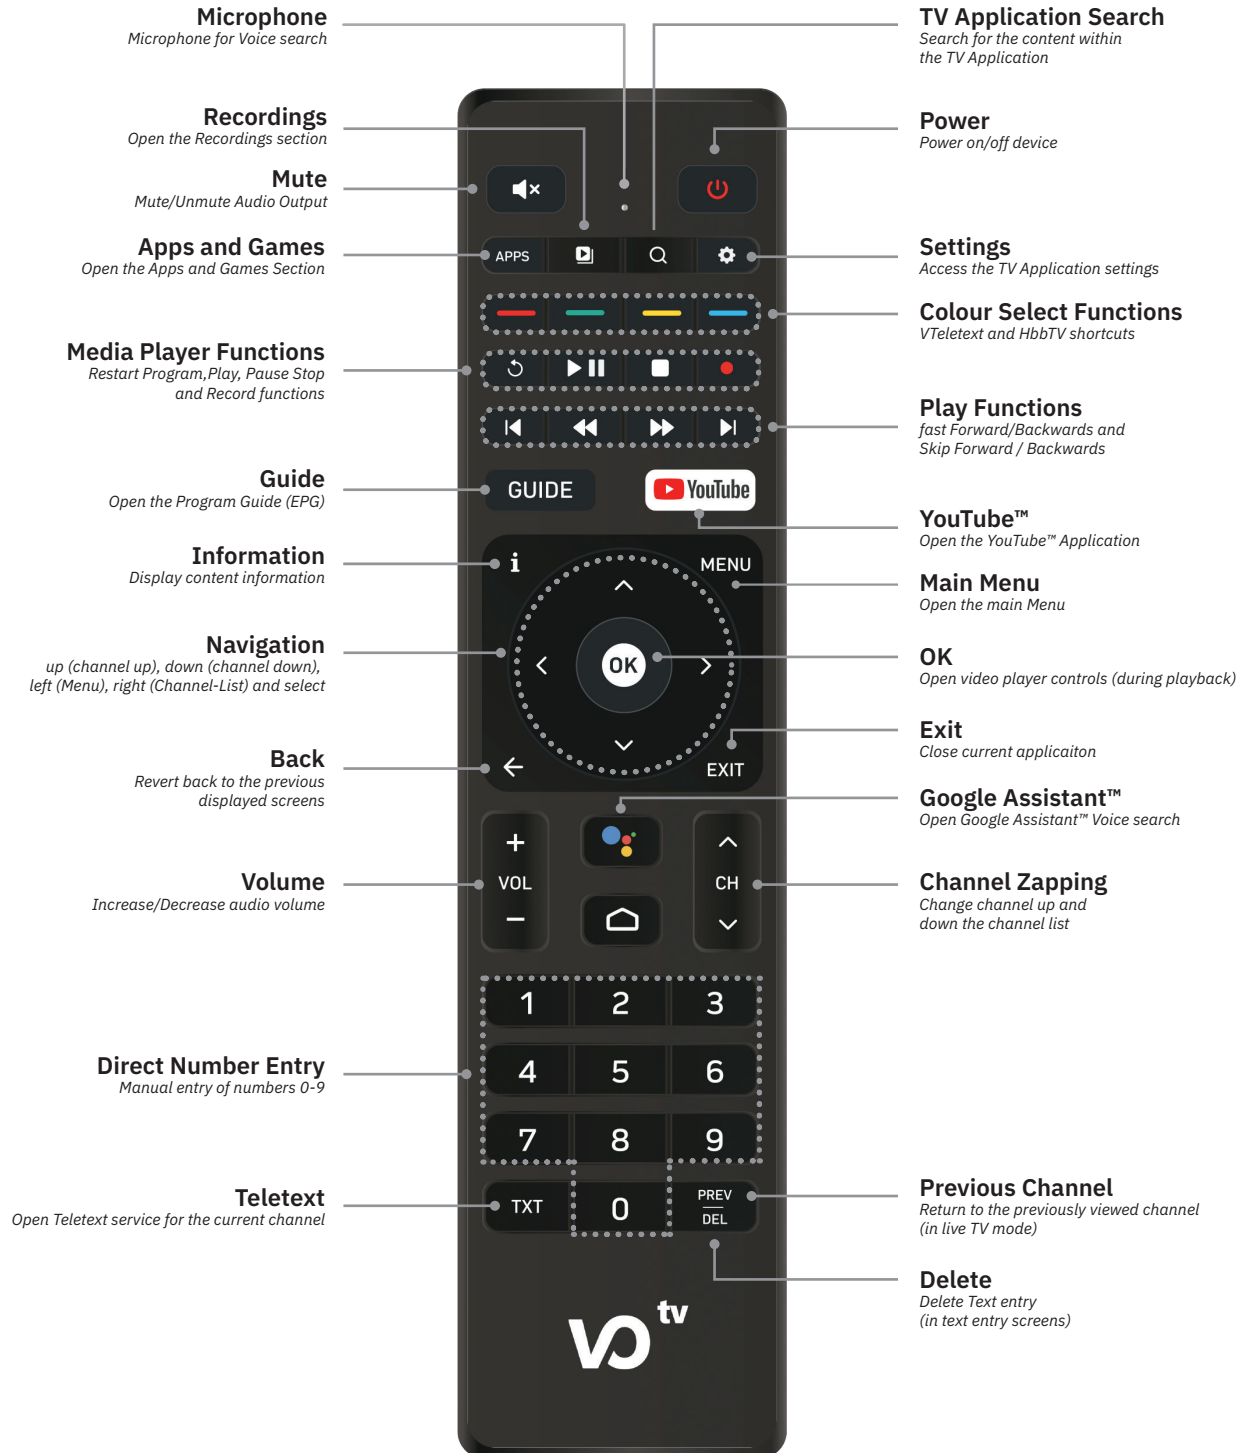 Microphone
Microphone for Voice search
Recordings
Open the Recordings section
Mute
Mute/Unmute Audio Output
Apps and Games
Open the Apps and Games Section
Media Player Functions
Restart Program,Play, Pause Stop
and Record functions
Guide
Open the Program Guide (EPG)
Information
Display content information
Navigation
up (channel up), down (channel down),
left (Menu), right (Channel-List) and select
Back
Revert back to the previous
displayed screens
Volume
Increase/Decrease audio volume
Direct Number Entry
Manual entry of numbers 0-9
Teletext
Open Teletext service for the current channel
APPS
GUIDE
YouTube
i
MENU
OK
EXIT
+
VOL
−
CH
1 2 3
4 5 6
7 8 9
TXT
0
PREV
DEL
vo tv
TV Application Search
Search for the content within
the TV Application
Power
Power on/off device
Settings
Access the TV Application settings
Colour Select Functions
VTeletext and HbbTV shortcuts
Play Functions
fast Forward/Backwards and
Skip Forward / Backwards
YouTube™
Open the YouTube™ Application
Main Menu
Open the main Menu
OK
Open video player controls (during playback)
Exit
Close current applicaiton
Google Assistant™
Open Google Assistant™ Voice search
Channel Zapping
Change channel up and
down the channel list
Previous Channel
Return to the previously viewed channel
(in live TV mode)
Delete
Delete Text entry
(in text entry screens)